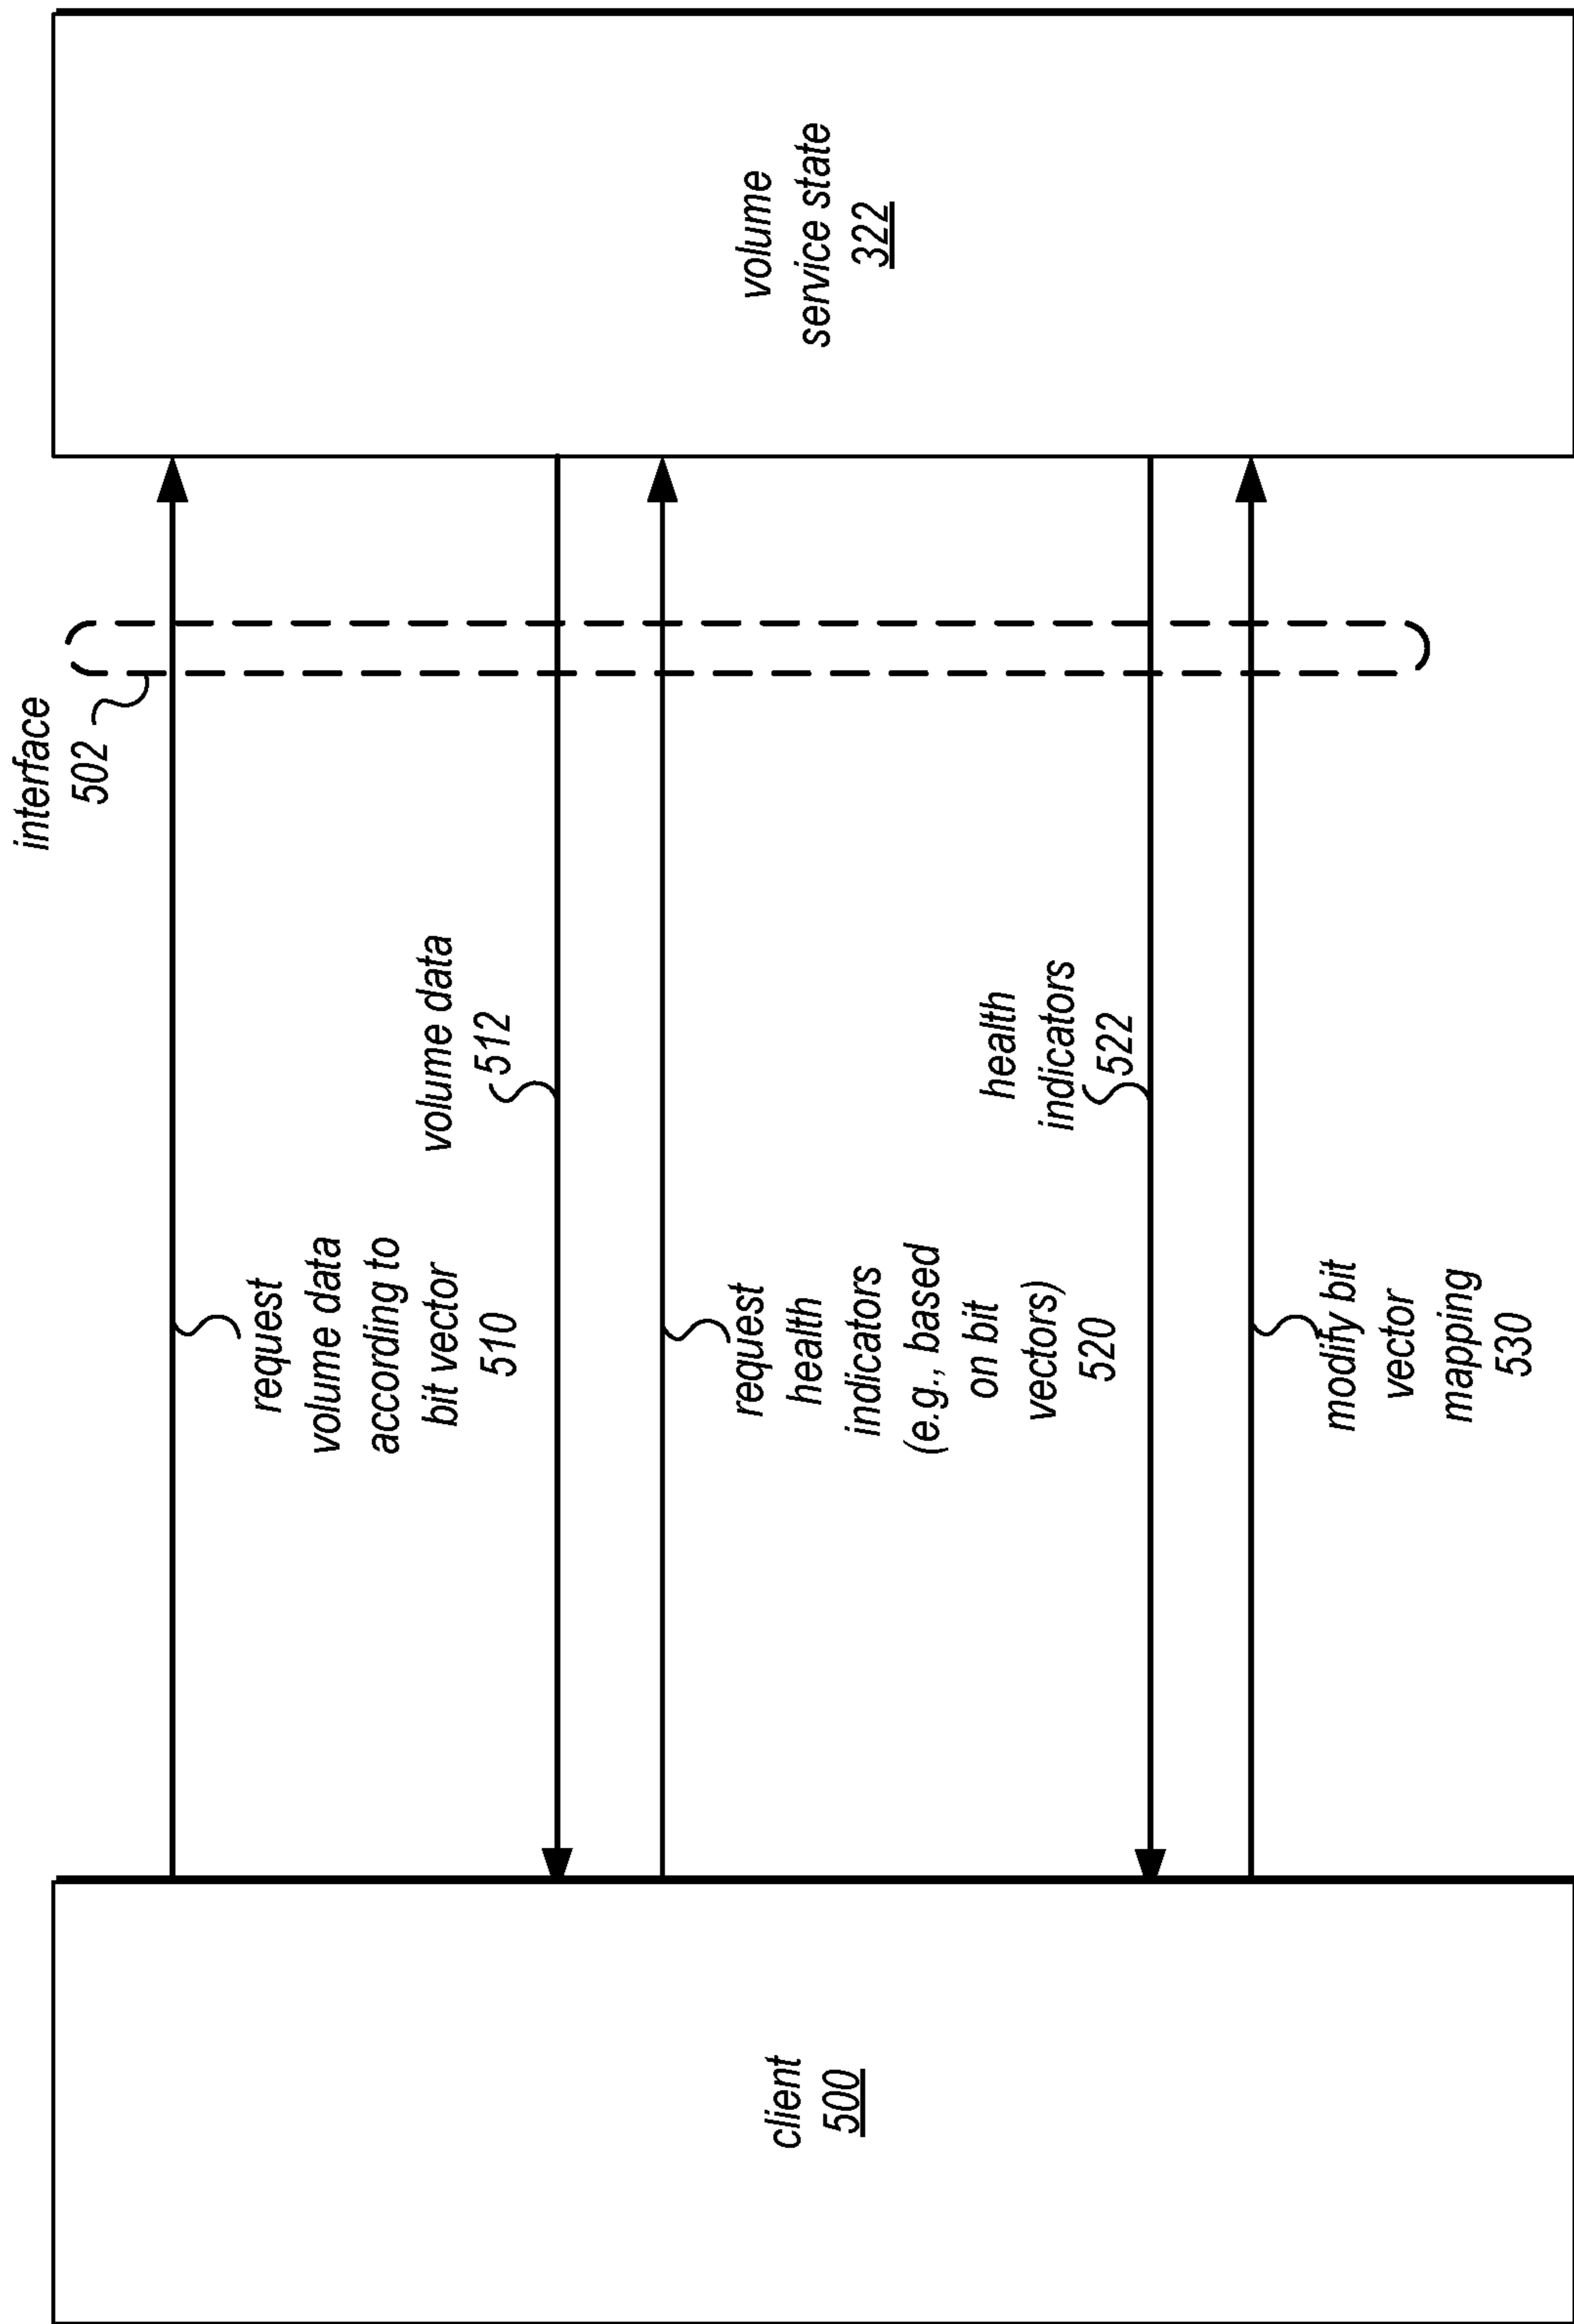 client
500
interface
502
volume
service state
322
request
volume data
according to
bit vector
510
volume data
512
request
health
indicators
(e.g., based
on bit
vectors)
520
health
indicators
522
modify bit
vector
mapping
530